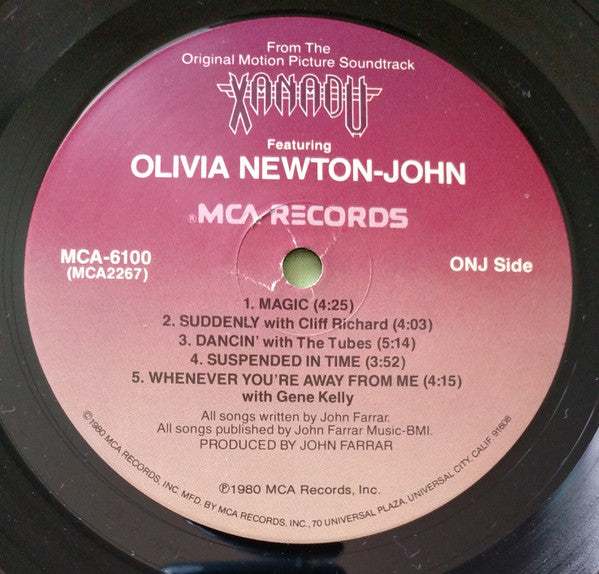 From The
Original Motion Picture Soundtrack
XANADU
Featuring
OLIVIA NEWTON-JOHN
®MCA RECORDS
MCA-6100
(MCA2267)
ONJ Side
1. MAGIC (4:25)
2. SUDDENLY with Cliff Richard (4:03)
3. DANCIN' with The Tubes (5:14)
4. SUSPENDED IN TIME (3:52)
5. WHENEVER YOU'RE AWAY FROM ME (4:15)
with Gene Kelly
All songs written by John Farrar.
All songs published by John Farrar Music-BMI.
PRODUCED BY JOHN FARRAR
℗1980 MCA Records, Inc.
©1980 MCA RECORDS, INC. MFD. BY MCA RECORDS, INC., 70 UNIVERSAL PLAZA, UNIVERSAL CITY, CALIF. 91608